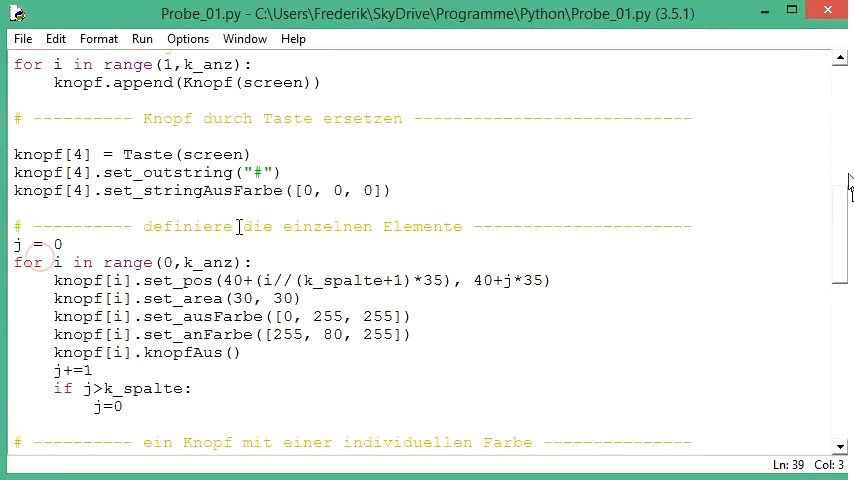 Probe_01.py - C:\Users\Frederik\SkyDrive\Programme\Python\Probe_01.py (3.5.1)
File Edit Format Run Options Window Help
for i in range(1,k_anz):
    knopf.append(Knopf(screen))
# ---------- Knopf durch Taste ersetzen ----------------------------
knopf[4] = Taste(screen)
knopf[4].set_outstring("#")
knopf[4].set_stringAusFarbe([0, 0, 0])
# ---------- definiere die einzelnen Elemente ----------------------
j = 0
for i in range(0,k_anz):
    knopf[i].set_pos(40+(i//(k_spalte+1)*35), 40+j*35)
    knopf[i].set_area(30, 30)
    knopf[i].set_ausFarbe([0, 255, 255])
    knopf[i].set_anFarbe([255, 80, 255])
    knopf[i].knopfAus()
    j+=1
    if j>k_spalte:
        j=0
# ---------- ein Knopf mit einer individuellen Farbe ---------------
Ln: 39 Col: 3